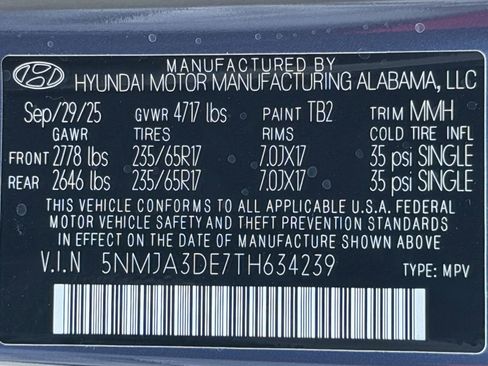 MANUFACTURED BY
HYUNDAI MOTOR MANUFACTURING ALABAMA, LLC
Sep/29/25 GVWR 4717 lbs PAINT TB2 TRIM MMH
GAWR TIRES RIMS COLD TIRE INFL
FRONT 2778 lbs 235/65R17 7.0JX17 35 psi SINGLE
REAR 2646 lbs 235/65R17 7.0JX17 35 psi SINGLE
THIS VEHICLE CONFORMS TO ALL APPLICABLE U.S.A. FEDERAL
MOTOR VEHICLE SAFETY AND THEFT PREVENTION STANDARDS
IN EFFECT ON THE DATE OF MANUFACTURE SHOWN ABOVE.
V.I.N 5NMJA3DE7TH634239 TYPE: MPV